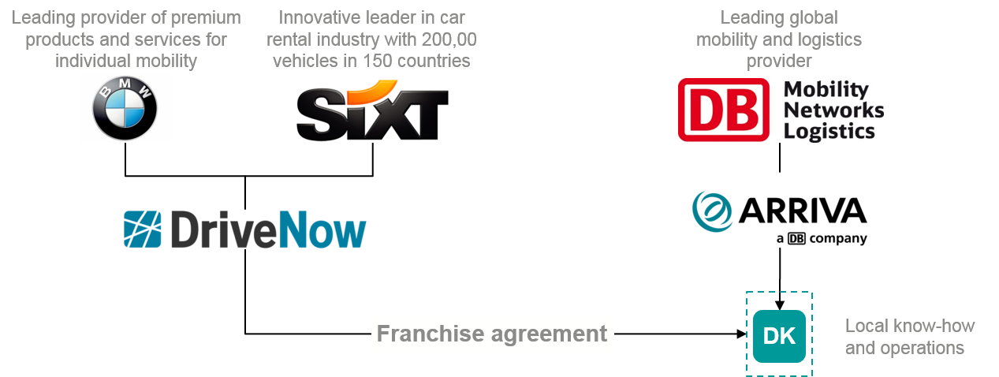 Leading provider of premium
products and services for
individual mobility
Innovative leader in car
rental industry with 200,00
vehicles in 150 countries
Leading global
mobility and logistics
provider
BMW
SiXT
DB
Mobility
Networks
Logistics
DriveNow
ARRIVA
a DB company
Franchise agreement
DK
Local know-how
and operations